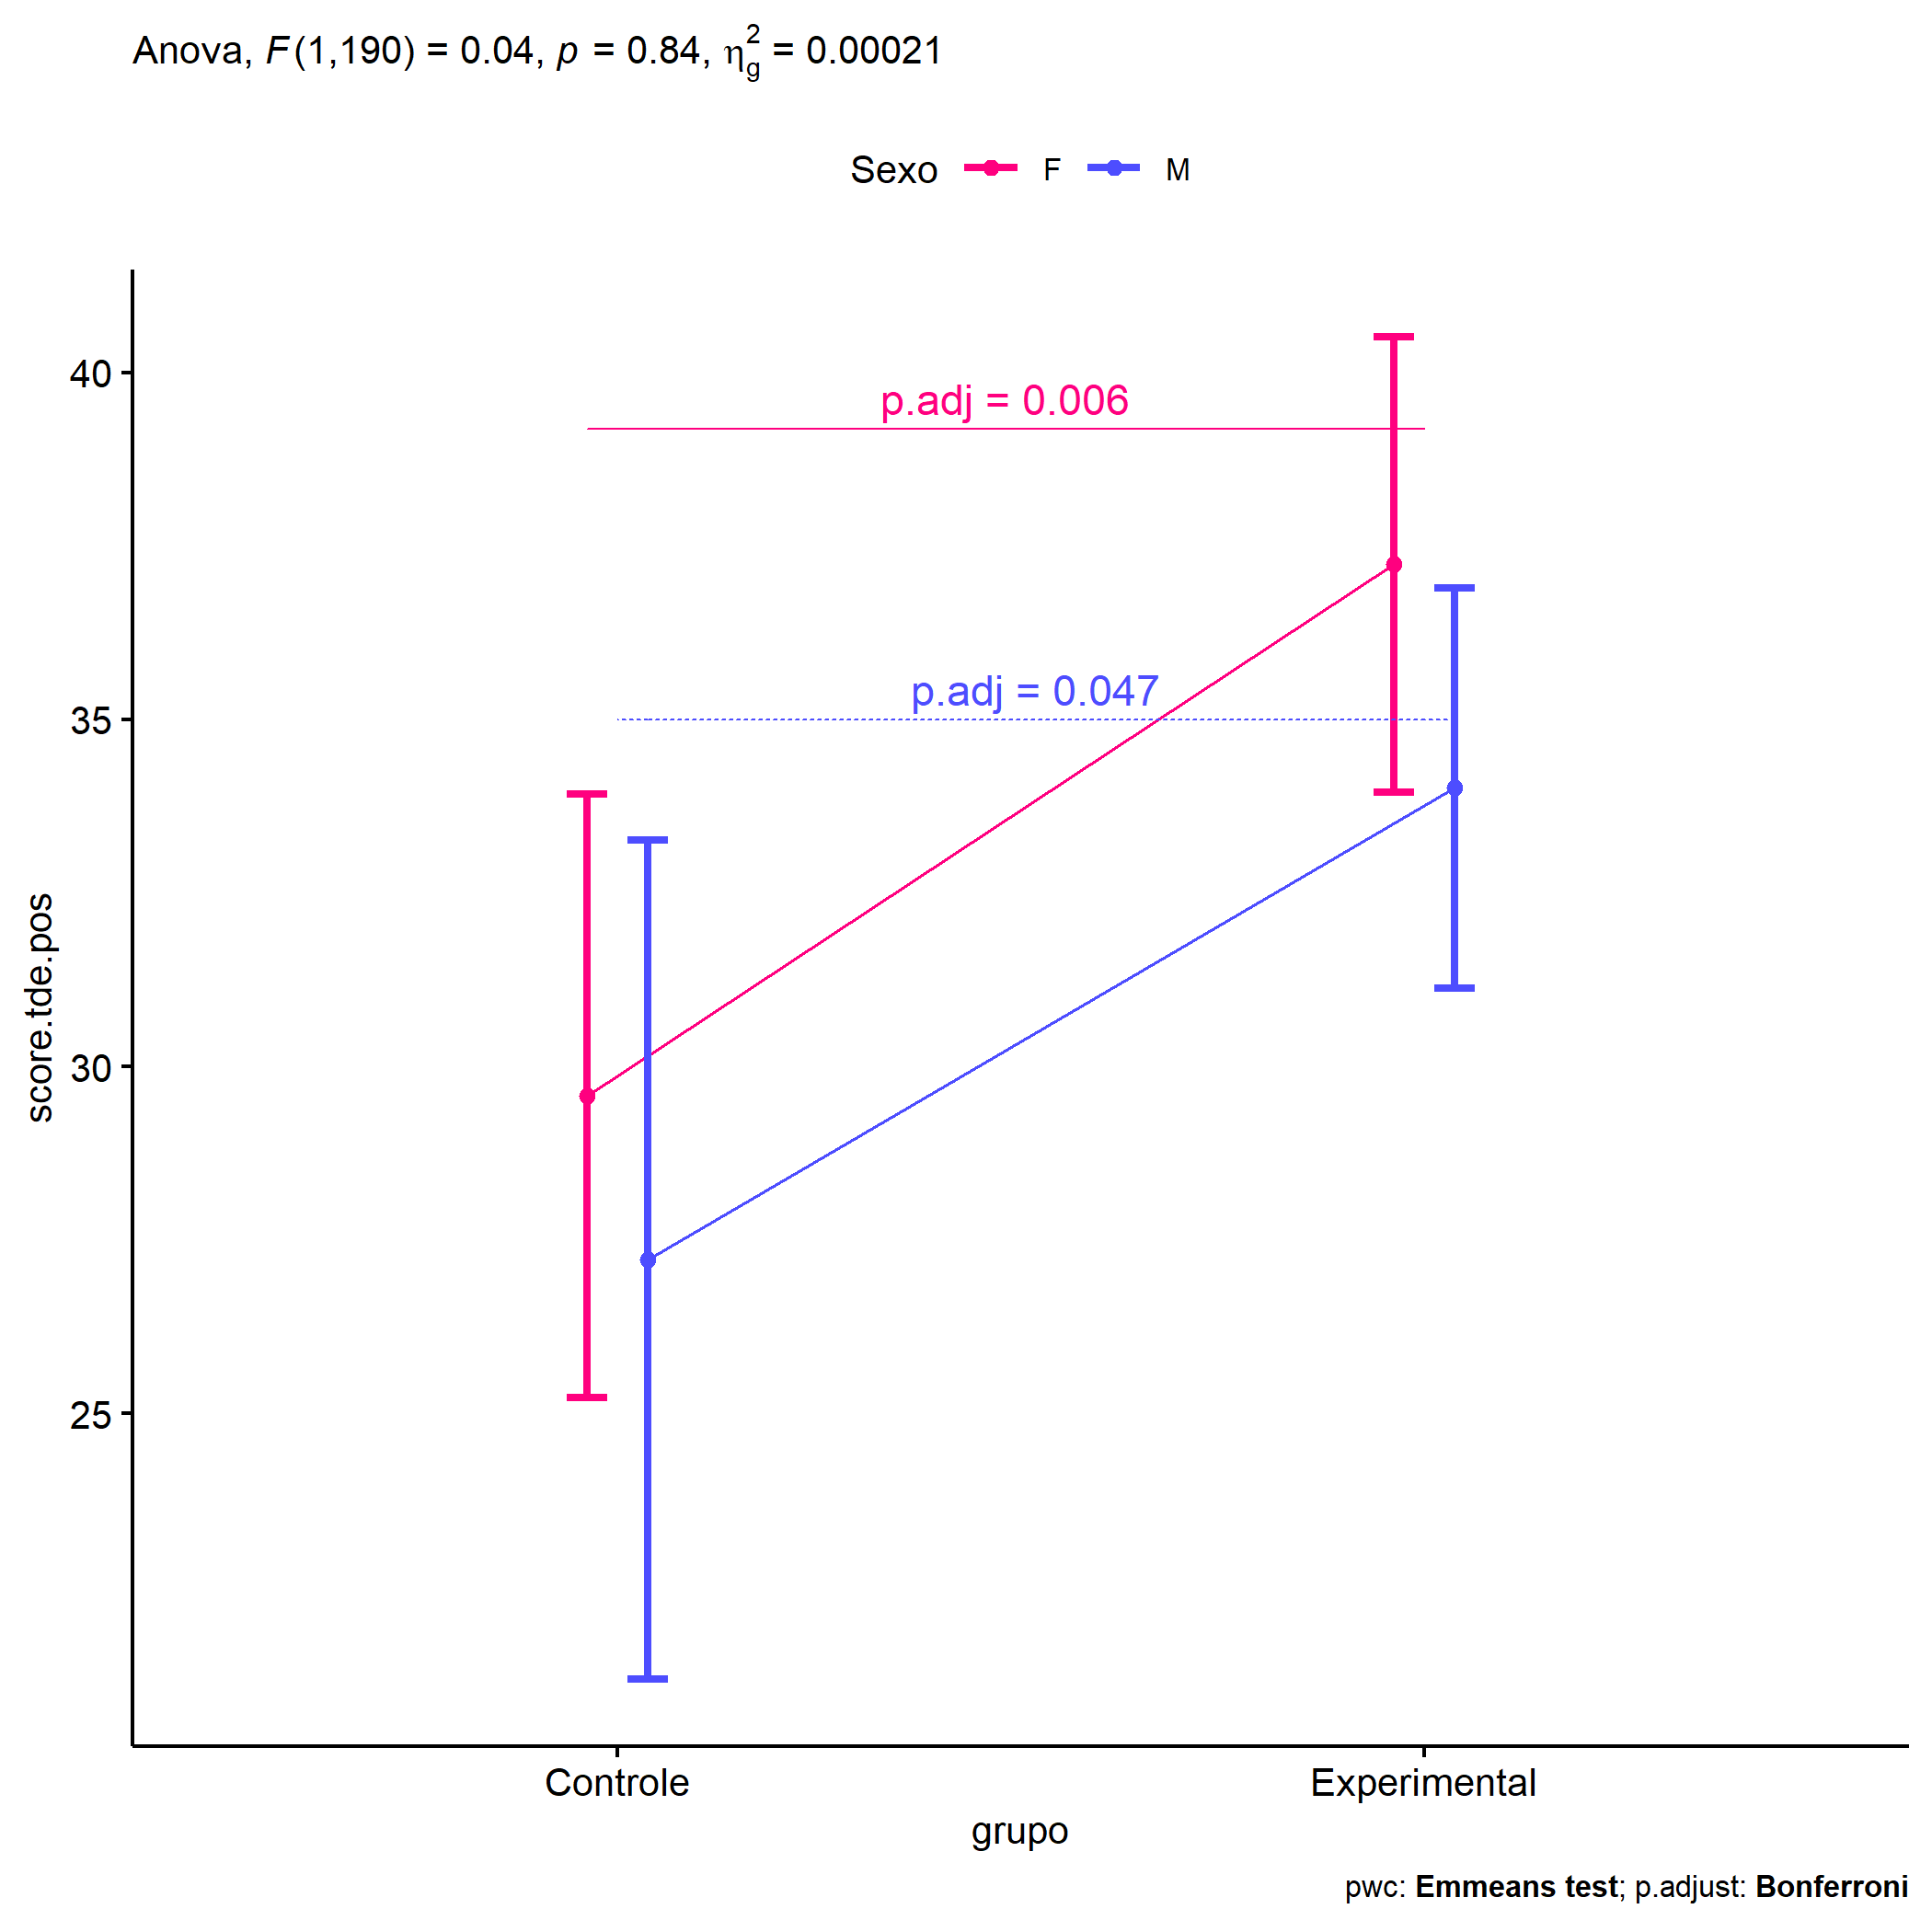 Anova, F(1,190) = 0.04, p = 0.84, η²g = 0.00021
Sexo F M
40
p.adj = 0.006
p.adj = 0.047
35
30
25
score.tde.pos
Controle Experimental
grupo
pwc: Emmeans test; p.adjust: Bonferroni